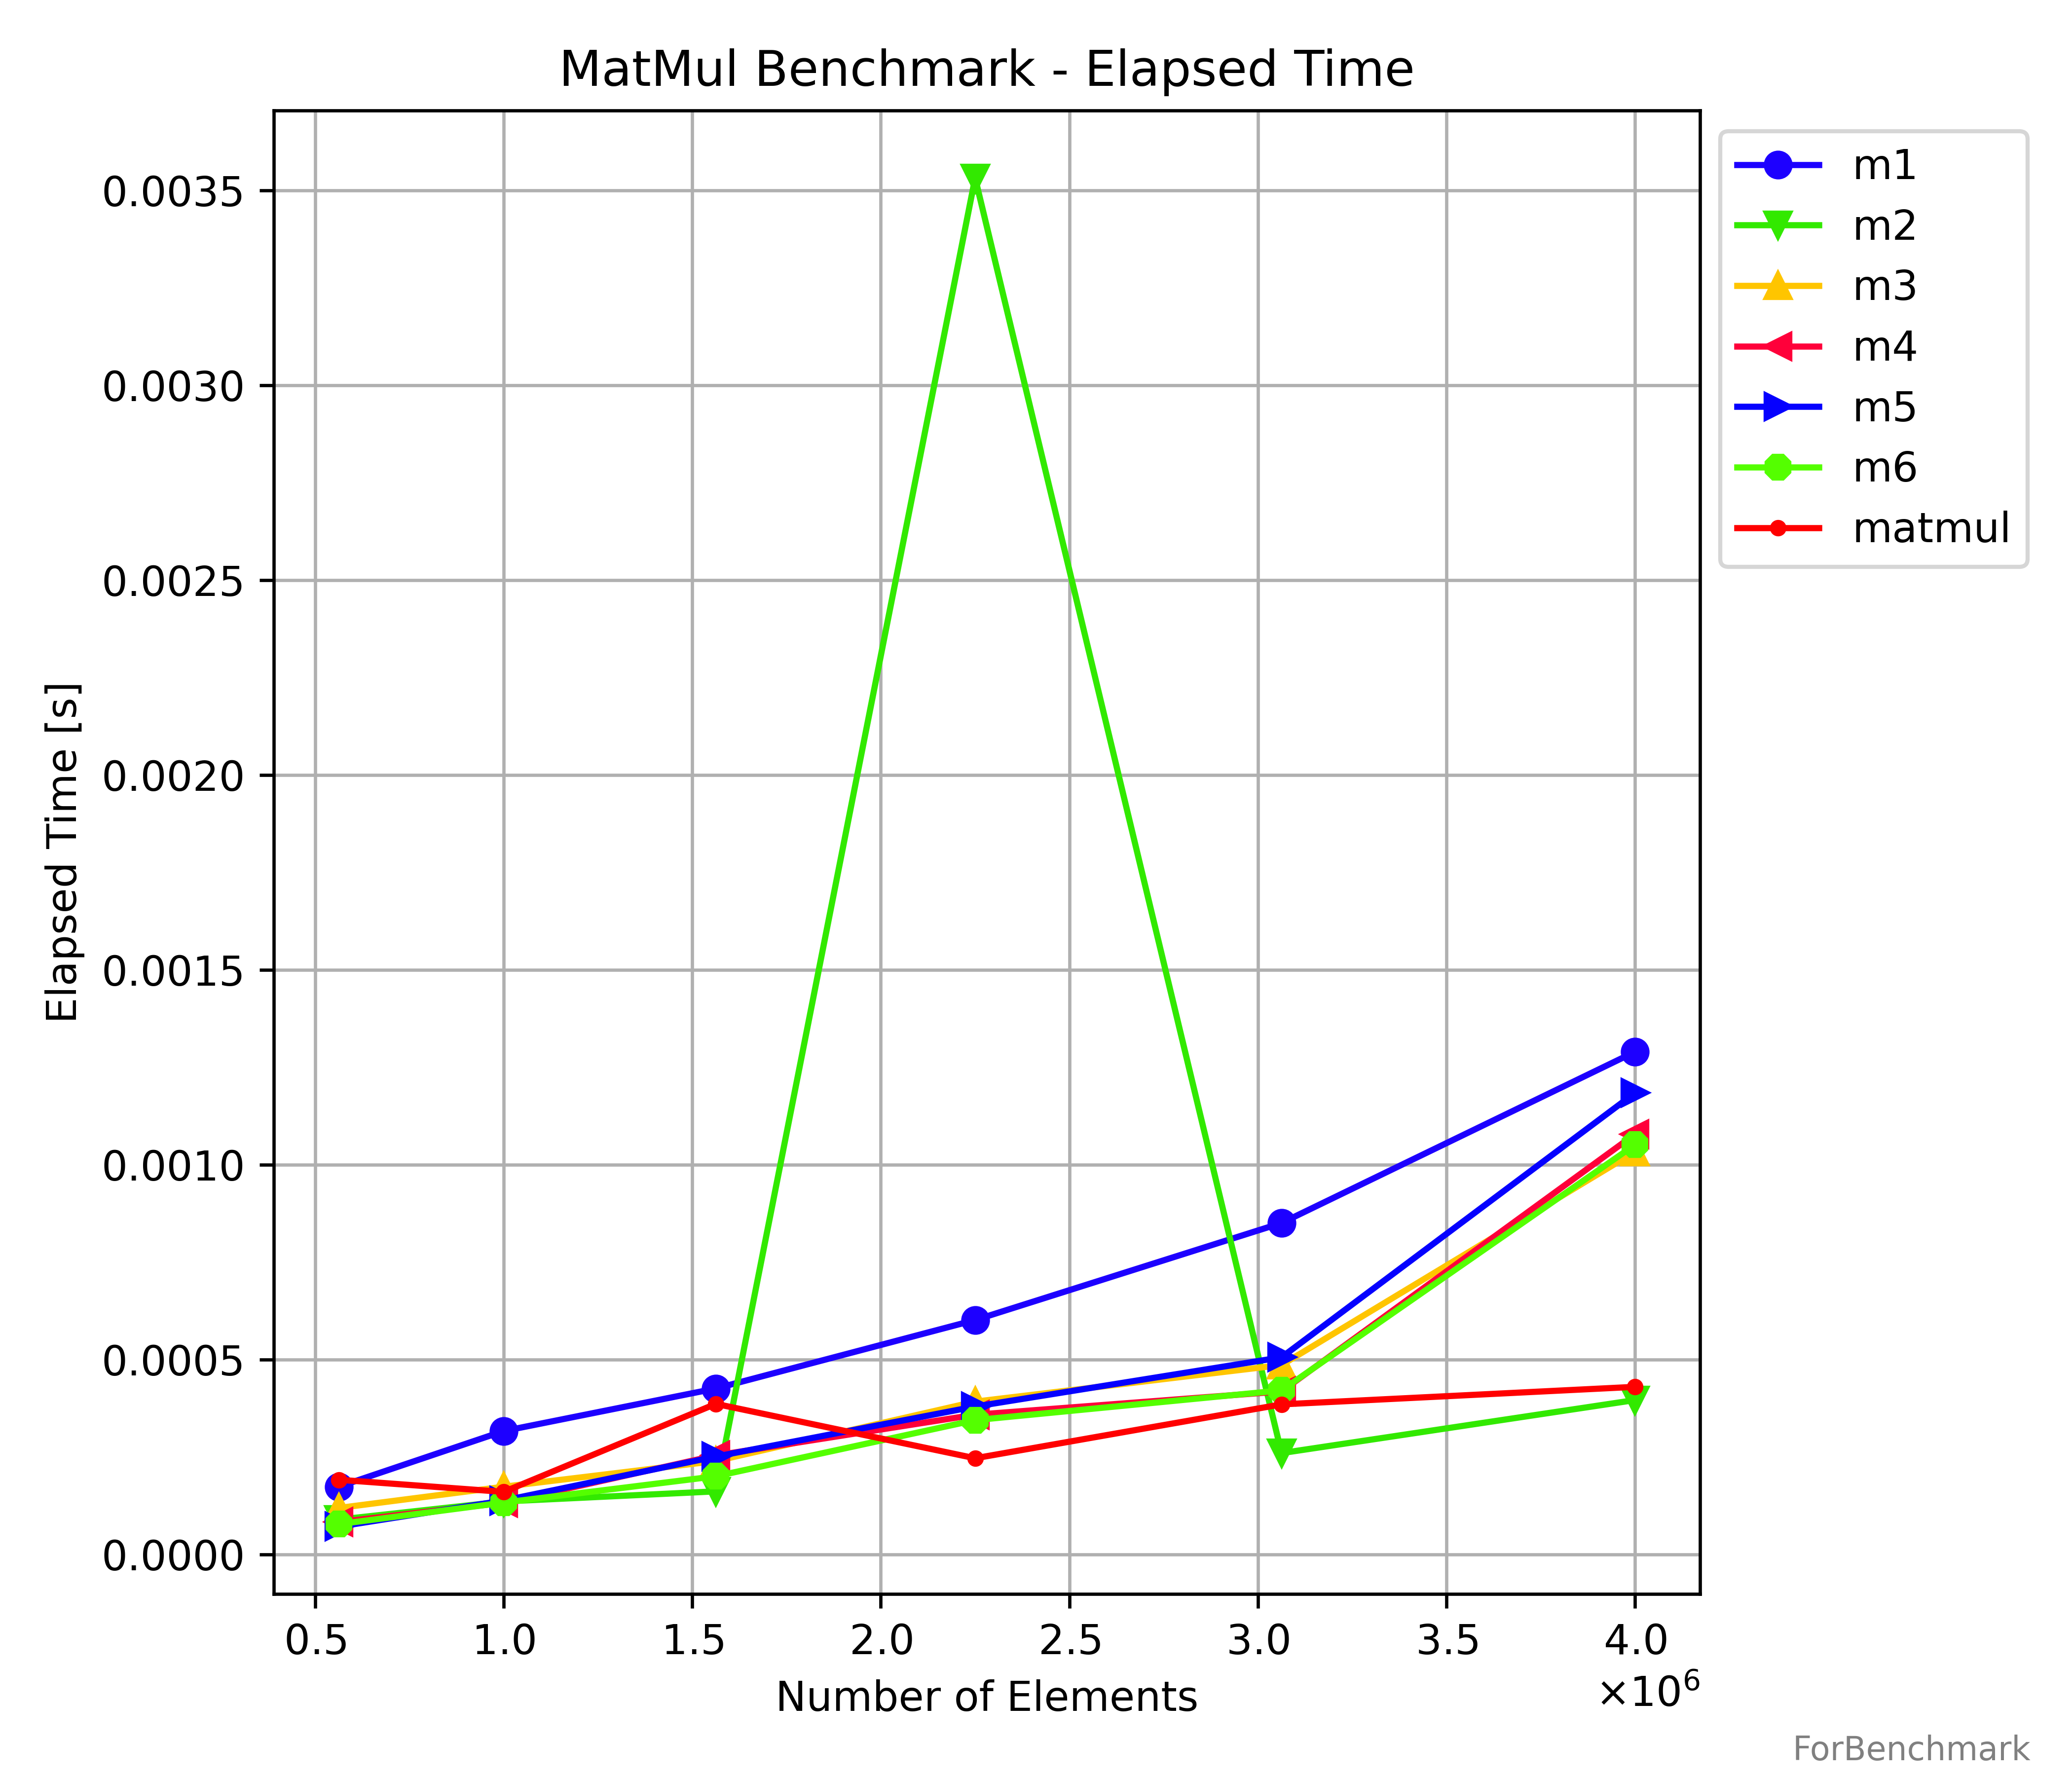 MatMul Benchmark - Elapsed Time
m1
m2
m3
m4
m5
m6
matmul
0.0035
0.0030
0.0025
0.0020
0.0015
0.0010
0.0005
0.0000
Elapsed Time [s]
0.5 1.0 1.5 2.0 2.5 3.0 3.5 4.0
×10⁶
Number of Elements
ForBenchmark